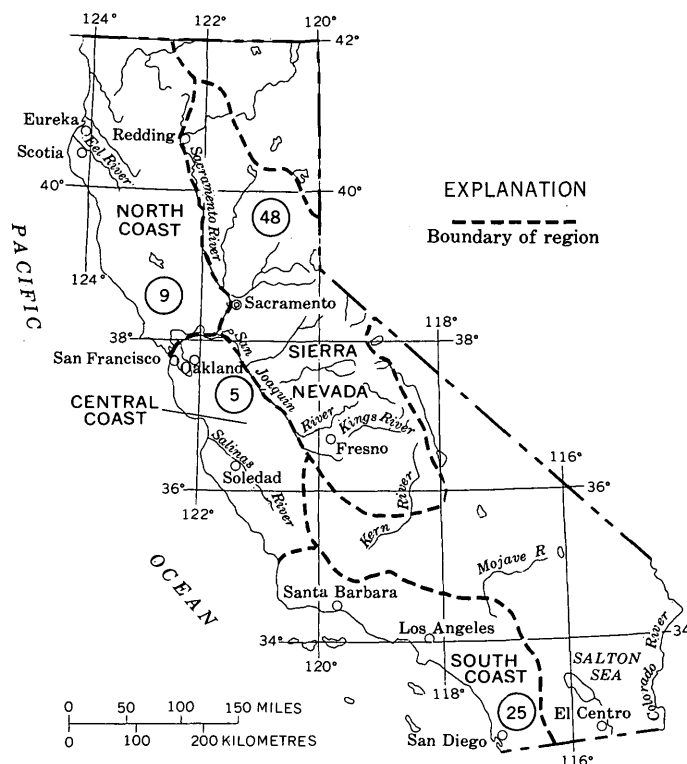 124°
122°
120°
42°
Eureka
Redding
Scotia
Eel River
Sacramento River
40°
40°
EXPLANATION
NORTH
COAST
48
Boundary of region
PACIFIC
124°
9
Sacramento
118°
38°
38°
San Francisco
Oakland
San Joaquin River
SIERRA
NEVADA
5
CENTRAL
COAST
Kings River
Fresno
116°
Salinas River
Soledad
36°
36°
122°
Kern River
OCEAN
Mojave R
Santa Barbara
Los Angeles
34°
34°
120°
118°
SOUTH
COAST
SALTON
SEA
Colorado River
0 50 100 150 MILES
0 100 200 KILOMETRES
25
El Centro
San Diego
116°